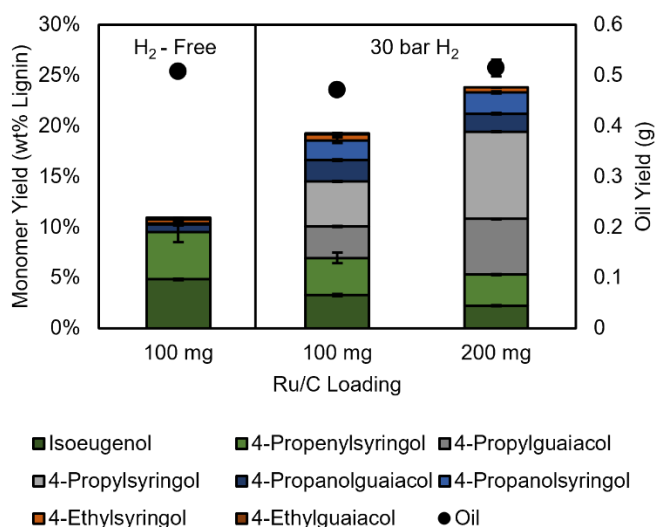 H2 - Free
30 bar H2
Monomer Yield (wt% Lignin)
30%
25%
20%
15%
10%
5%
0%
0.6
0.5
0.4
0.3
0.2
0.1
0
Oil Yield (g)
100 mg
100 mg
200 mg
Ru/C Loading
Isoeugenol
4-Propenylsyringol
4-Propylguaiacol
4-Propylsyringol
4-Propanolguaiacol
4-Propanolsyringol
4-Ethylsyringol
4-Ethylguaiacol
Oil